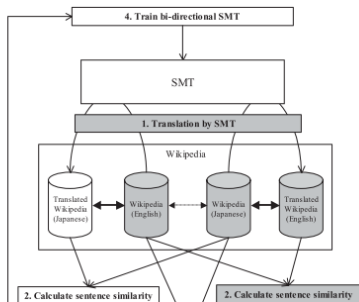 4. Train bi-directional SMT
SMT
1. Translation by SMT
Wikipedia
Translated
Wikipedia
(Japanese)
Wikipedia
(English)
Wikipedia
(Japanese)
Translated
Wikipedia
(English)
2. Calculate sentence similarity
2. Calculate sentence similarity